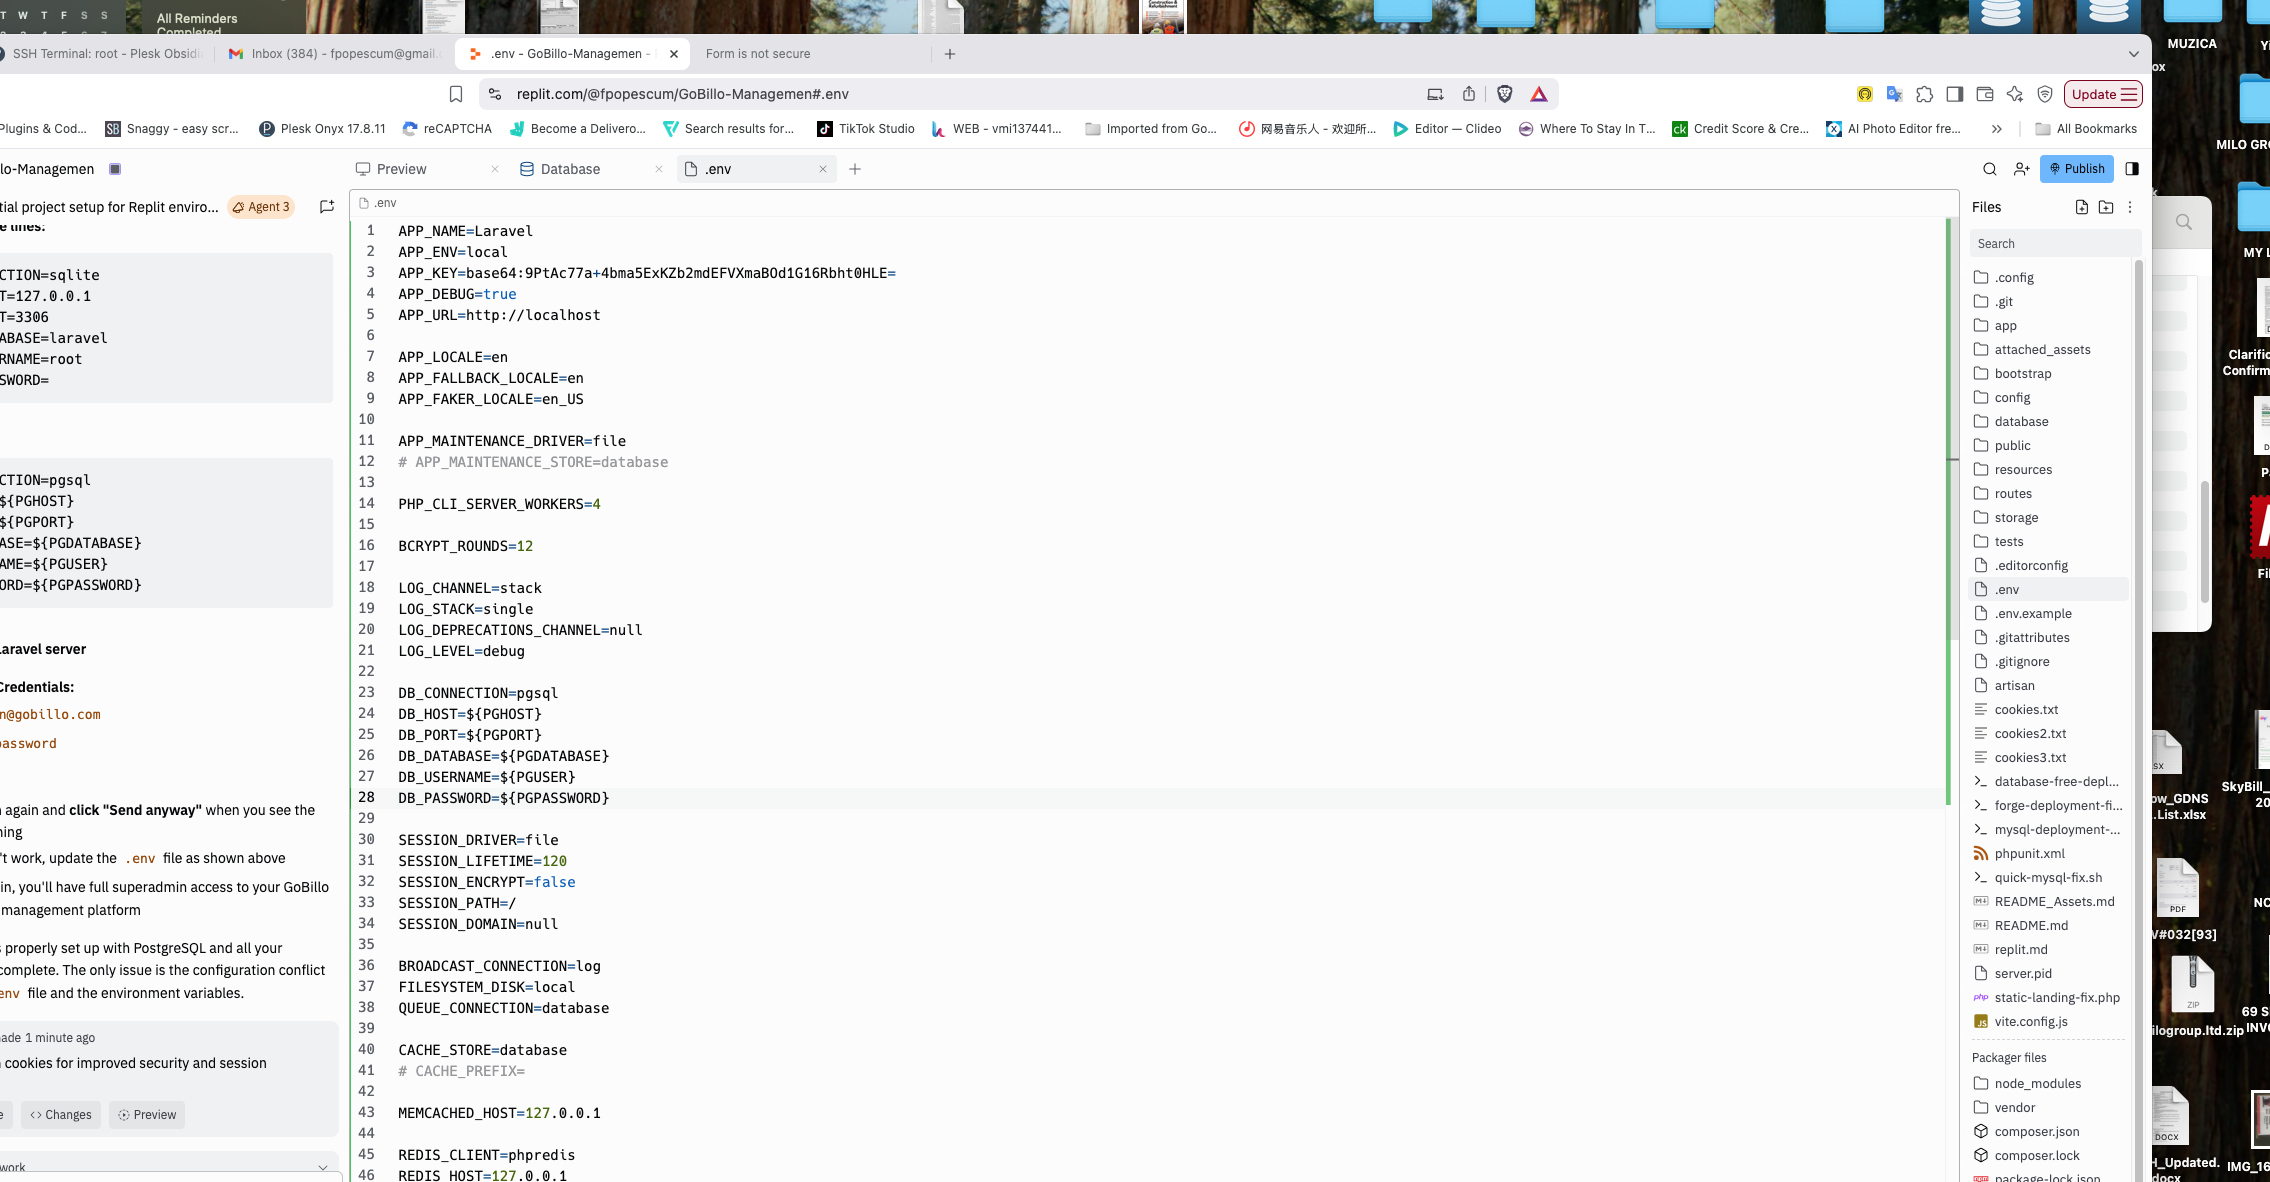 T W T F S S
All Reminders
Completed
MUZICA
SSH Terminal: root - Plesk Obsidi
Inbox (384) - fpopescum@gmail.
.env - GoBillo-Managemen -
Form is not secure
replit.com/@fpopescum/GoBillo-Managemen#.env
Update
Plugins & Cod...
Snaggy - easy scr...
Plesk Onyx 17.8.11
reCAPTCHA
Become a Delivero...
Search results for...
TikTok Studio
WEB - vmi137441...
Imported from Go...
网易音乐人 - 欢迎所...
Editor — Clideo
Where To Stay In T...
Credit Score & Cre...
AI Photo Editor fre...
All Bookmarks
lo-Managemen
Preview
Database
.env
Publish
tial project setup for Replit enviro...
Agent 3
e lines:
CTION=sqlite
T=127.0.0.1
T=3306
ABASE=laravel
RNAME=root
SWORD=
CTION=pgsql
${PGHOST}
${PGPORT}
ASE=${PGDATABASE}
AME=${PGUSER}
ORD=${PGPASSWORD}
aravel server
Credentials:
n@gobillo.com
password
again and click "Send anyway" when you see the
ning
't work, update the .env file as shown above
in, you'll have full superadmin access to your GoBillo
management platform
s properly set up with PostgreSQL and all your
complete. The only issue is the configuration conflict
env file and the environment variables.
ade 1 minute ago
cookies for improved security and session
Changes
Preview
work
.env
1 APP_NAME=Laravel
2 APP_ENV=local
3 APP_KEY=base64:9PtAc77a+4bma5ExKZb2mdEFVXmaBOd1G16Rbht0HLE=
4 APP_DEBUG=true
5 APP_URL=http://localhost
6
7 APP_LOCALE=en
8 APP_FALLBACK_LOCALE=en
9 APP_FAKER_LOCALE=en_US
10
11 APP_MAINTENANCE_DRIVER=file
12 # APP_MAINTENANCE_STORE=database
13
14 PHP_CLI_SERVER_WORKERS=4
15
16 BCRYPT_ROUNDS=12
17
18 LOG_CHANNEL=stack
19 LOG_STACK=single
20 LOG_DEPRECATIONS_CHANNEL=null
21 LOG_LEVEL=debug
22
23 DB_CONNECTION=pgsql
24 DB_HOST=${PGHOST}
25 DB_PORT=${PGPORT}
26 DB_DATABASE=${PGDATABASE}
27 DB_USERNAME=${PGUSER}
28 DB_PASSWORD=${PGPASSWORD}
29
30 SESSION_DRIVER=file
31 SESSION_LIFETIME=120
32 SESSION_ENCRYPT=false
33 SESSION_PATH=/
34 SESSION_DOMAIN=null
35
36 BROADCAST_CONNECTION=log
37 FILESYSTEM_DISK=local
38 QUEUE_CONNECTION=database
39
40 CACHE_STORE=database
41 # CACHE_PREFIX=
42
43 MEMCACHED_HOST=127.0.0.1
44
45 REDIS_CLIENT=phpredis
46 REDIS_HOST=127.0.0.1
Files
Search
.config
.git
app
attached_assets
bootstrap
config
database
public
resources
routes
storage
tests
.editorconfig
.env
.env.example
.gitattributes
.gitignore
artisan
cookies.txt
cookies2.txt
cookies3.txt
database-free-depl...
forge-deployment-fi...
mysql-deployment-...
phpunit.xml
quick-mysql-fix.sh
README_Assets.md
README.md
replit.md
server.pid
static-landing-fix.php
vite.config.js
Packager files
node_modules
vendor
composer.json
composer.lock
package-lock.json
ox
MILO GR
MY L
Clarific
Confirm
Fil
SkyBill_
20
ow_GDNS
.List.xlsx
PDF
V#032[93]
NC
ZIP
69 S
INV
ilogroup.ltd.zip
DOCX
H_Updated.
docx
IMG_16